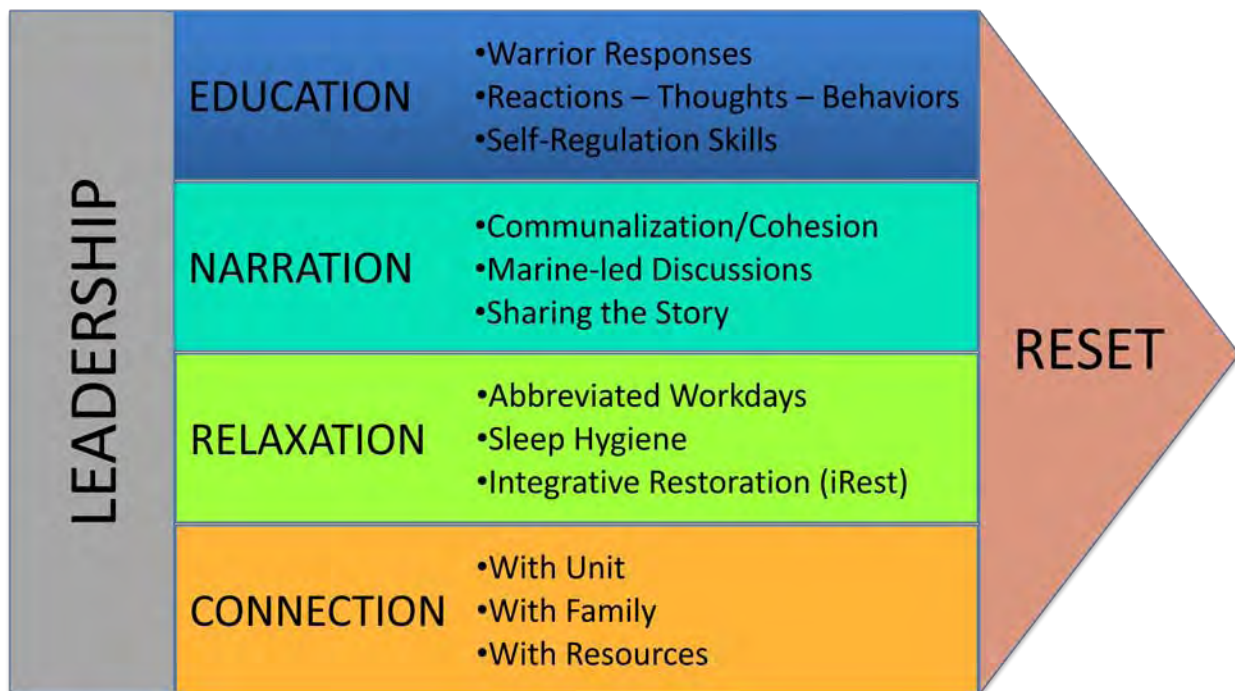 LEADERSHIP
EDUCATION
•Warrior Responses
•Reactions – Thoughts – Behaviors
•Self-Regulation Skills
NARRATION
•Communalization/Cohesion
•Marine-led Discussions
•Sharing the Story
RELAXATION
•Abbreviated Workdays
•Sleep Hygiene
•Integrative Restoration (iRest)
CONNECTION
•With Unit
•With Family
•With Resources
RESET